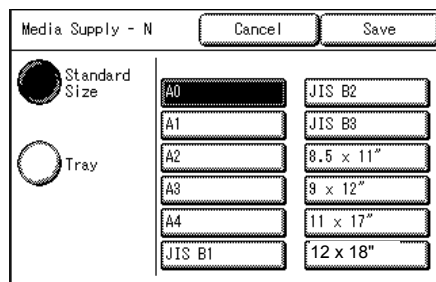 Media Supply - N
Cancel
Save
Standard
Size
Tray
A0
A1
A2
A3
A4
JIS B1
JIS B2
JIS B3
8.5 x 11"
9 x 12"
11 x 17"
12 x 18"